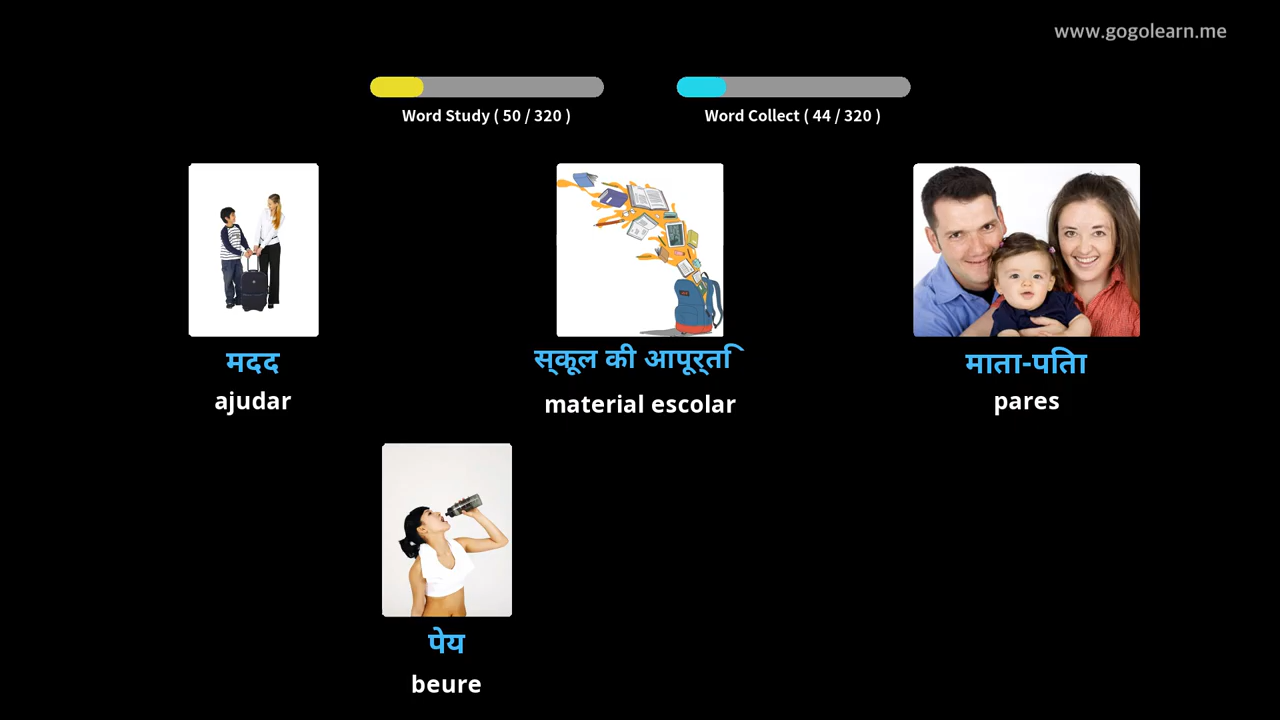 www.gogolearn.me
Word Study ( 50 / 320 )
Word Collect ( 44 / 320 )
मदद
स्कूल की आपूर्ति
माता-पिता
ajudar
material escolar
pares
पेय
beure